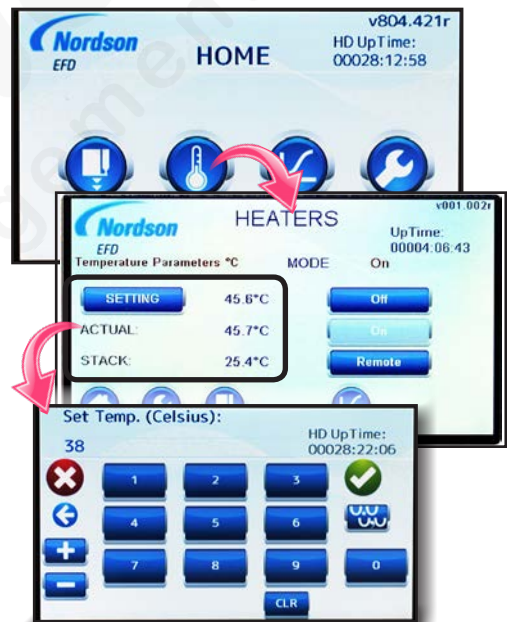 v804.421r
Nordson
EFD
HOME
HD UpTime:
00028:12:58
v001.002r
Nordson
EFD
HEATERS
UpTime:
00004:06:43
Temperature Parameters °C
MODE
On
SETTING
45.6°C
Off
ACTUAL:
45.7°C
On
STACK:
25.4°C
Remote
Set Temp. (Celsius):
38
HD UpTime:
00028:22:06
1
2
3
4
5
6
7
8
9
0
CLR